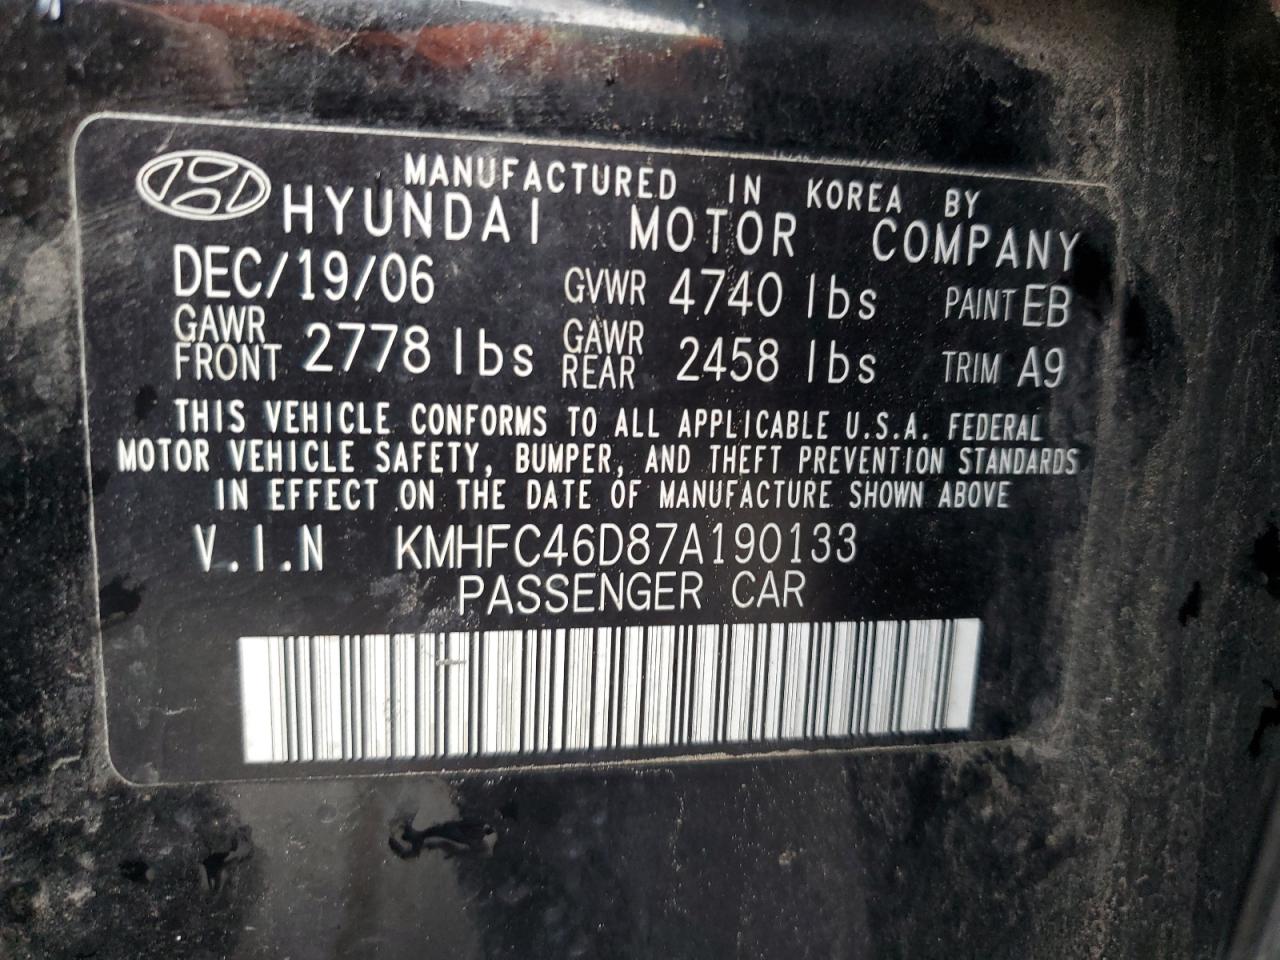 MANUFACTURED IN KOREA BY
HYUNDAI MOTOR COMPANY
DEC/19/06 GVWR 4740 lbs PAINT EB
GAWR FRONT 2778 lbs GAWR REAR 2458 lbs TRIM A9
THIS VEHICLE CONFORMS TO ALL APPLICABLE U.S.A. FEDERAL
MOTOR VEHICLE SAFETY, BUMPER, AND THEFT PREVENTION STANDARDS
IN EFFECT ON THE DATE OF MANUFACTURE SHOWN ABOVE
V.I.N KMHFC46D87A190133
PASSENGER CAR